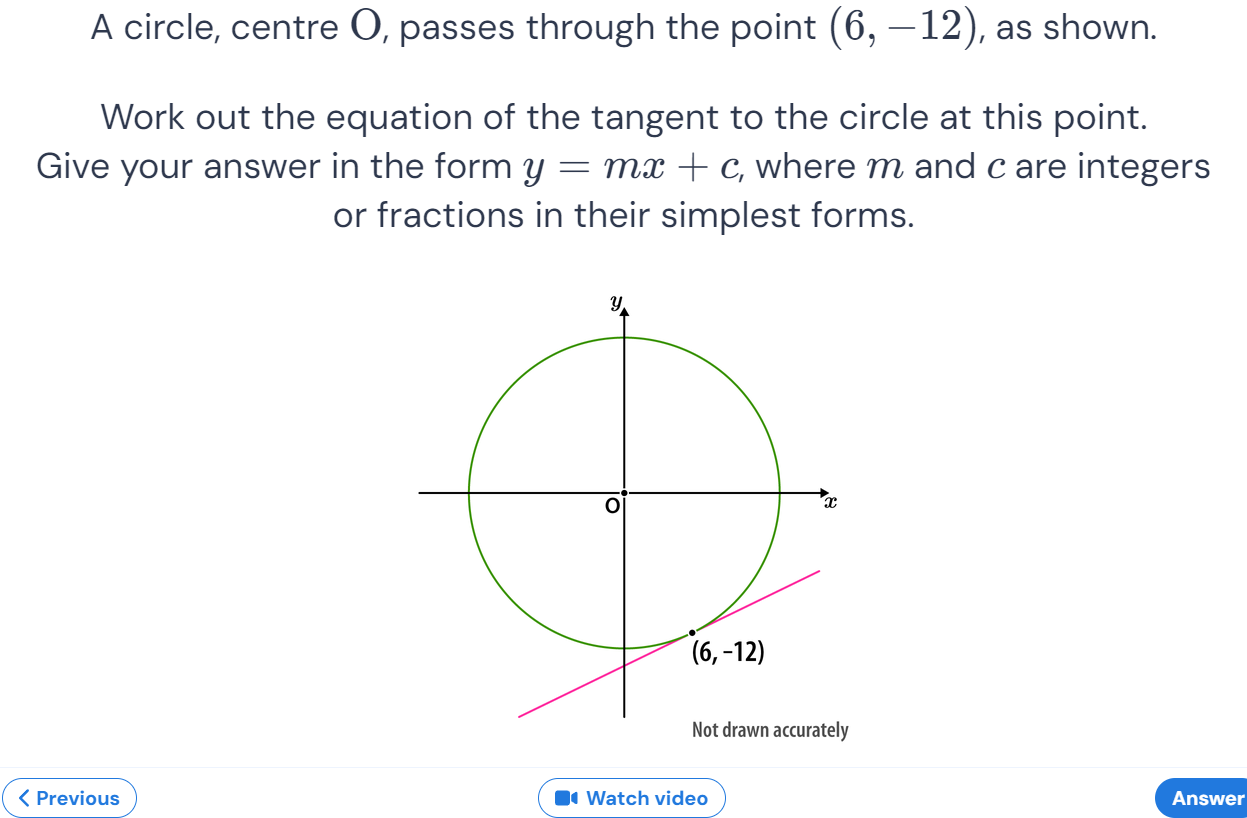 A circle, centre O, passes through the point (6, −12), as shown.
Work out the equation of the tangent to the circle at this point.
Give your answer in the form y = mx + c, where m and c are integers
or fractions in their simplest forms.
y
O
x
(6, −12)
Not drawn accurately
Previous
Watch video
Answer